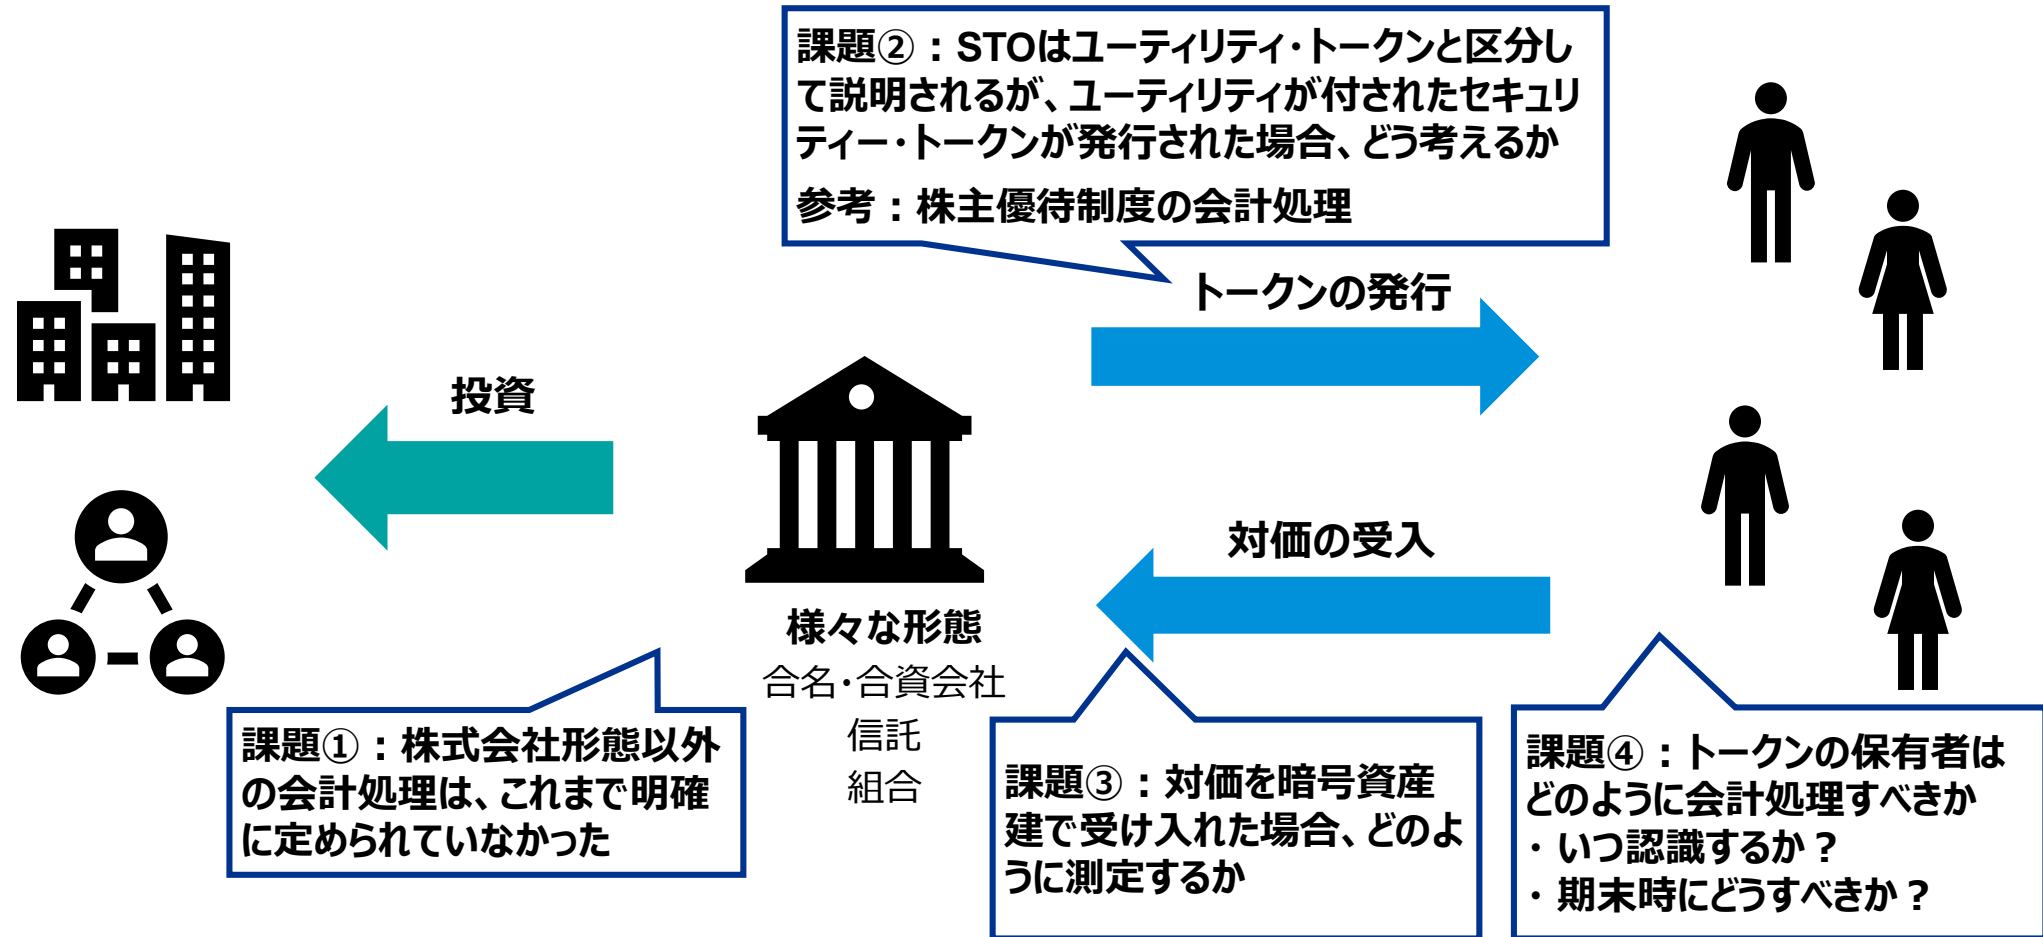 課題②：STOはユーティリティ・トークンと区分し
て説明されるが、ユーティリティが付されたセキュリ
ティー・トークンが発行された場合、どう考えるか
参考：株主優待制度の会計処理
トークンの発行
投資
対価の受入
様々な形態
合名・合資会社
信託
組合
課題①：株式会社形態以外
の会計処理は、これまで明確
に定められていなかった
課題③：対価を暗号資産
建で受け入れた場合、どのよ
うに測定するか
課題④：トークンの保有者は
どのように会計処理すべきか
・いつ認識するか？
・期末時にどうすべきか？